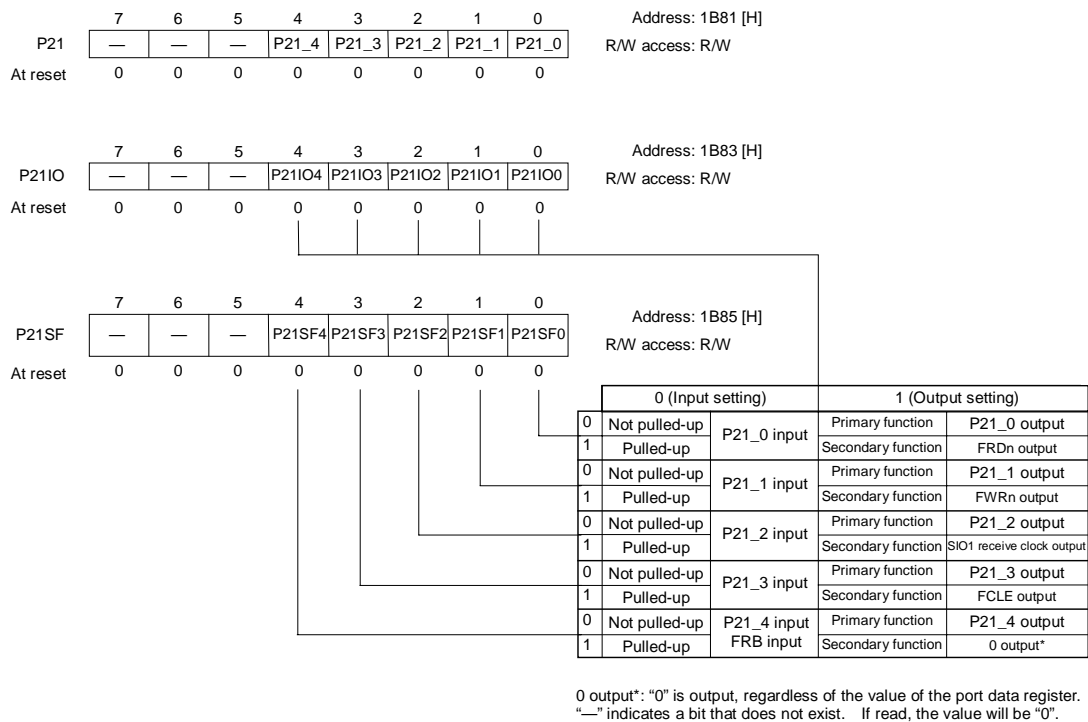 7 6 5 4 3 2 1 0 Address: 1B81 [H]
P21 — — — P21_4 P21_3 P21_2 P21_1 P21_0 R/W access: R/W
At reset 0 0 0 0 0 0 0 0
7 6 5 4 3 2 1 0 Address: 1B83 [H]
P21IO — — — P21IO4 P21IO3 P21IO2 P21IO1 P21IO0 R/W access: R/W
At reset 0 0 0 0 0 0 0 0
7 6 5 4 3 2 1 0 Address: 1B85 [H]
P21SF — — — P21SF4 P21SF3 P21SF2 P21SF1 P21SF0 R/W access: R/W
At reset 0 0 0 0 0 0 0 0
0 (Input setting) 1 (Output setting)
0 Not pulled-up P21_0 input Primary function P21_0 output
1 Pulled-up Secondary function FRDn output
0 Not pulled-up P21_1 input Primary function P21_1 output
1 Pulled-up Secondary function FWRn output
0 Not pulled-up P21_2 input Primary function P21_2 output
1 Pulled-up Secondary function SIO1 receive clock output
0 Not pulled-up P21_3 input Primary function P21_3 output
1 Pulled-up Secondary function FCLE output
0 Not pulled-up P21_4 input Primary function P21_4 output
1 Pulled-up FRB input Secondary function 0 output*
0 output*: “0” is output, regardless of the value of the port data register.
“—” indicates a bit that does not exist. If read, the value will be “0”.